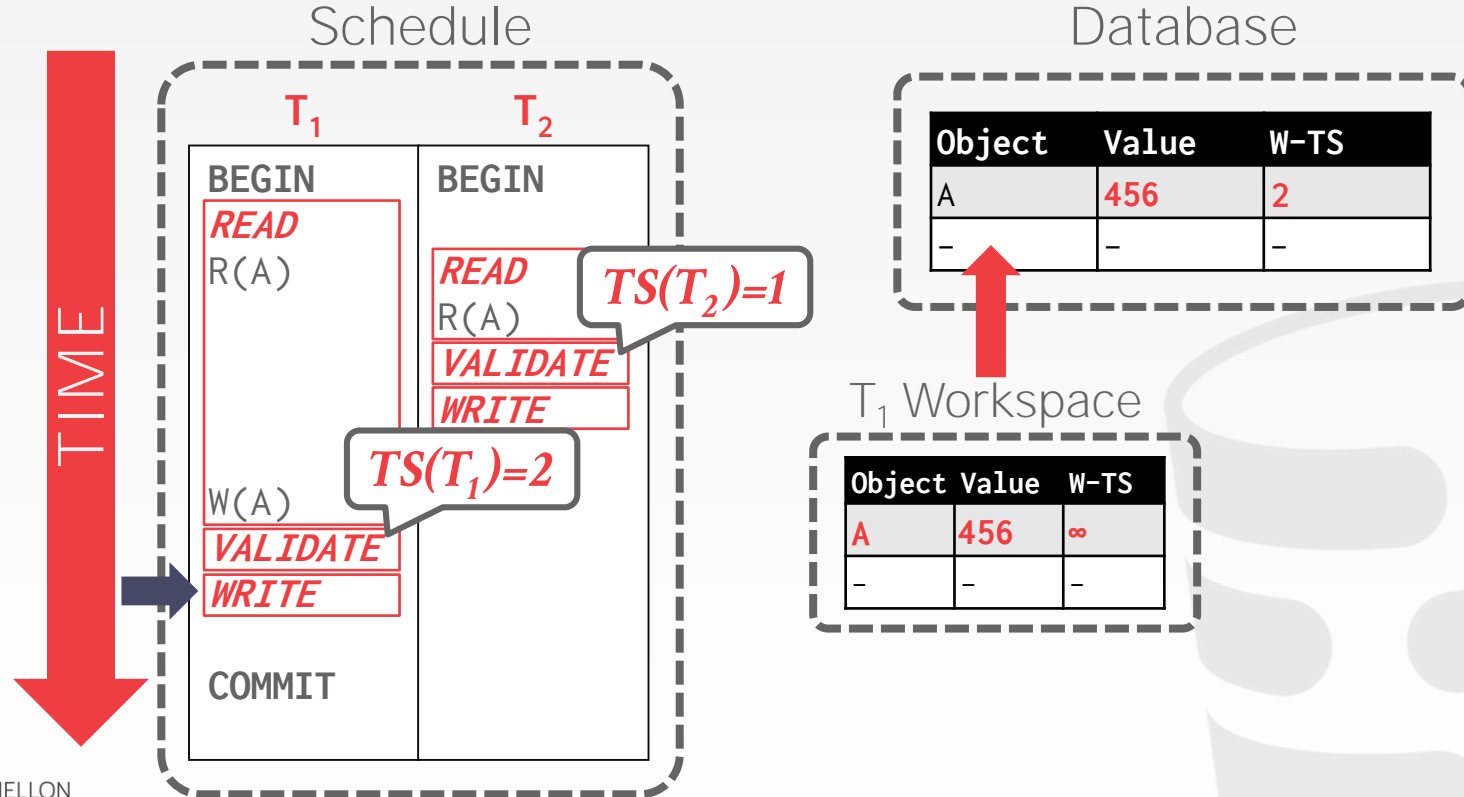 Schedule
TIME
T₁ T₂
BEGIN BEGIN
READ
R(A)
READ
R(A)
TS(T₂)=1
VALIDATE
WRITE
TS(T₁)=2
W(A)
VALIDATE
WRITE
COMMIT
Database
Object Value W-TS
A 456 2
– – –
T₁ Workspace
Object Value W-TS
A 456 ∞
– – –